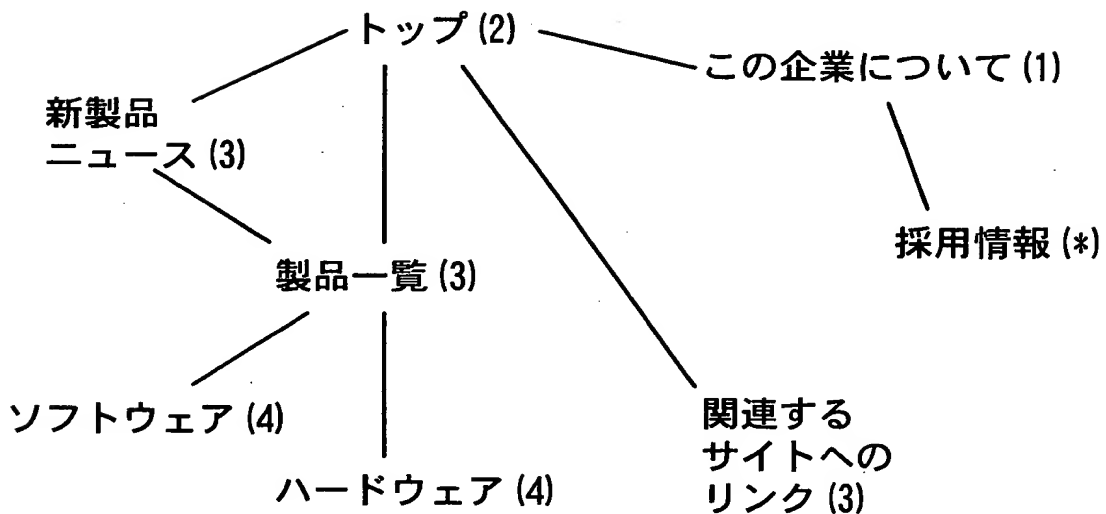 トップ(2)
この企業について(1)
新製品
ニュース(3)
採用情報(*)
製品一覧(3)
ソフトウェア(4)
関連する
サイトへの
リンク(3)
ハードウェア(4)